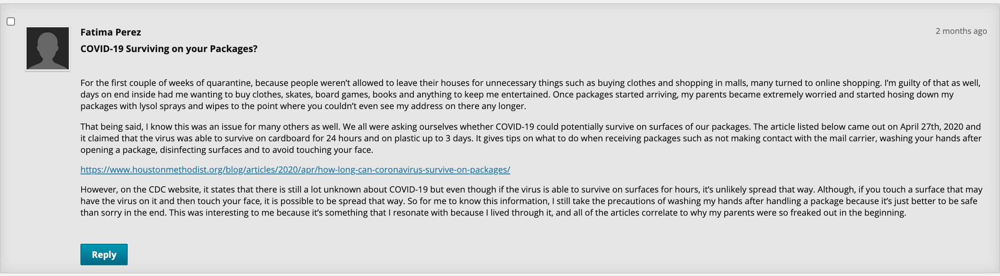 Fatima Perez
2 months ago
COVID-19 Surviving on your Packages?
For the first couple of weeks of quarantine, because people weren’t allowed to leave their houses for unnecessary things such as buying clothes and shopping in malls, many turned to online shopping. I’m guilty of that as well,
days on end inside had me wanting to buy clothes, skates, board games, books and anything to keep me entertained. Once packages started arriving, my parents became extremely worried and started hosing down my
packages with lysol sprays and wipes to the point where you couldn’t even see my address on there any longer.
That being said, I know this was an issue for many others as well. We all were asking ourselves whether COVID-19 could potentially survive on surfaces of our packages. The article listed below came out on April 27th, 2020 and
it claimed that the virus was able to survive on cardboard for 24 hours and on plastic up to 3 days. It gives tips on what to do when receiving packages such as not making contact with the mail carrier, washing your hands after
opening a package, disinfecting surfaces and to avoid touching your face.
https://www.houstonmethodist.org/blog/articles/2020/apr/how-long-can-coronavirus-survive-on-packages/
However, on the CDC website, it states that there is still a lot unknown about COVID-19 but even though if the virus is able to survive on surfaces for hours, it’s unlikely spread that way. Although, if you touch a surface that may
have the virus on it and then touch your face, it is possible to be spread that way. So for me to know this information, I still take the precautions of washing my hands after handling a package because it’s just better to be safe
than sorry in the end. This was interesting to me because it’s something that I resonate with because I lived through it, and all of the articles correlate to why my parents were so freaked out in the beginning.
Reply